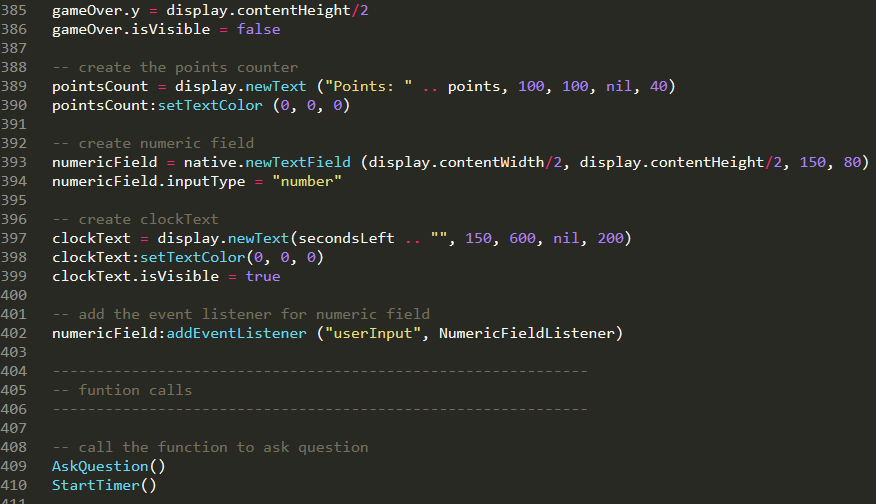 385 gameOver.y = display.contentHeight/2
386 gameOver.isVisible = false
387
388 -- create the points counter
389 pointsCount = display.newText ("Points: " .. points, 100, 100, nil, 40)
390 pointsCount:setTextColor (0, 0, 0)
391
392 -- create numeric field
393 numericField = native.newTextField (display.contentWidth/2, display.contentHeight/2, 150, 80)
394 numericField.inputType = "number"
395
396 -- create clockText
397 clockText = display.newText(secondsLeft .. "", 150, 600, nil, 200)
398 clockText:setTextColor(0, 0, 0)
399 clockText.isVisible = true
400
401 -- add the event listener for numeric field
402 numericField:addEventListener ("userInput", NumericFieldListener)
403
404 -------------------------------------------------------------
405 -- funtion calls
406 -------------------------------------------------------------
407
408 -- call the function to ask question
409 AskQuestion()
410 StartTimer()
411